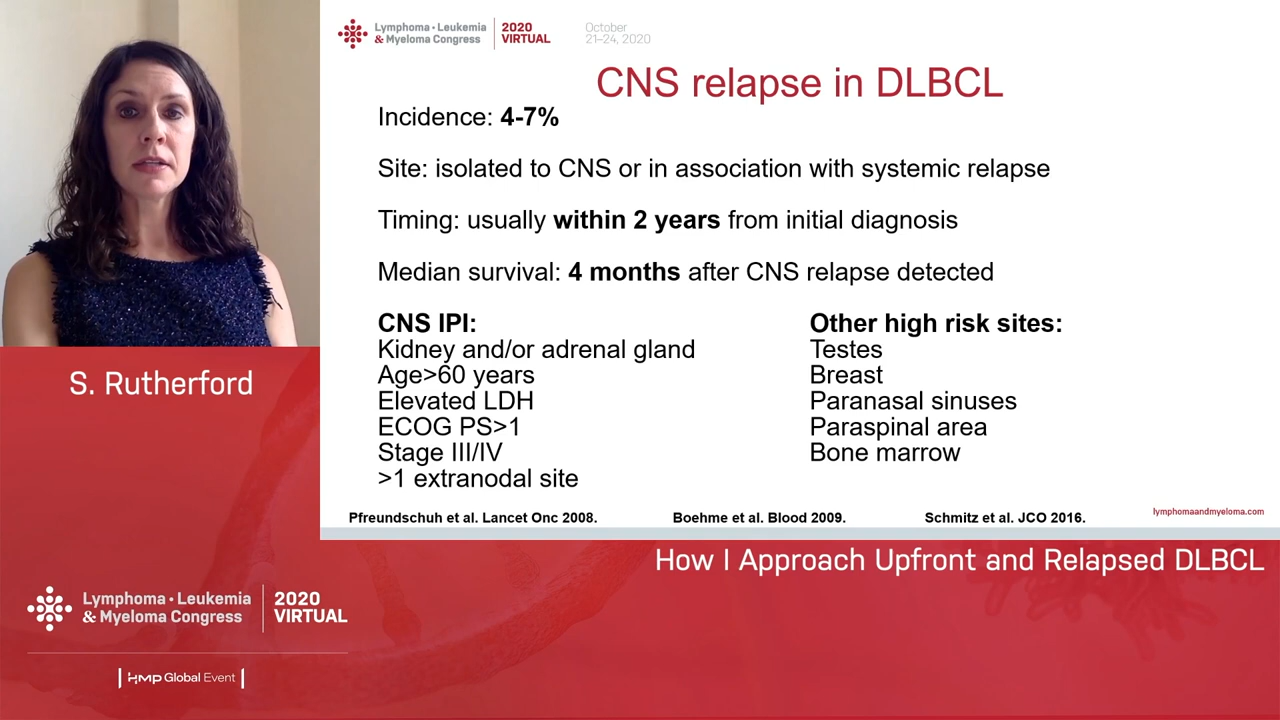 Lymphoma • Leukemia
& Myeloma Congress
2020
VIRTUAL
October
21–24, 2020
CNS relapse in DLBCL
Incidence: 4-7%
Site: isolated to CNS or in association with systemic relapse
Timing: usually within 2 years from initial diagnosis
Median survival: 4 months after CNS relapse detected
CNS IPI:
Kidney and/or adrenal gland
Age>60 years
Elevated LDH
ECOG PS>1
Stage III/IV
>1 extranodal site
Other high risk sites:
Testes
Breast
Paranasal sinuses
Paraspinal area
Bone marrow
Pfreundschuh et al. Lancet Onc 2008.
Boehme et al. Blood 2009.
Schmitz et al. JCO 2016.
lymphomaandmyeloma.com
S. Rutherford
How I Approach Upfront and Relapsed DLBCL
Lymphoma • Leukemia
& Myeloma Congress
2020
VIRTUAL
HMP Global Event